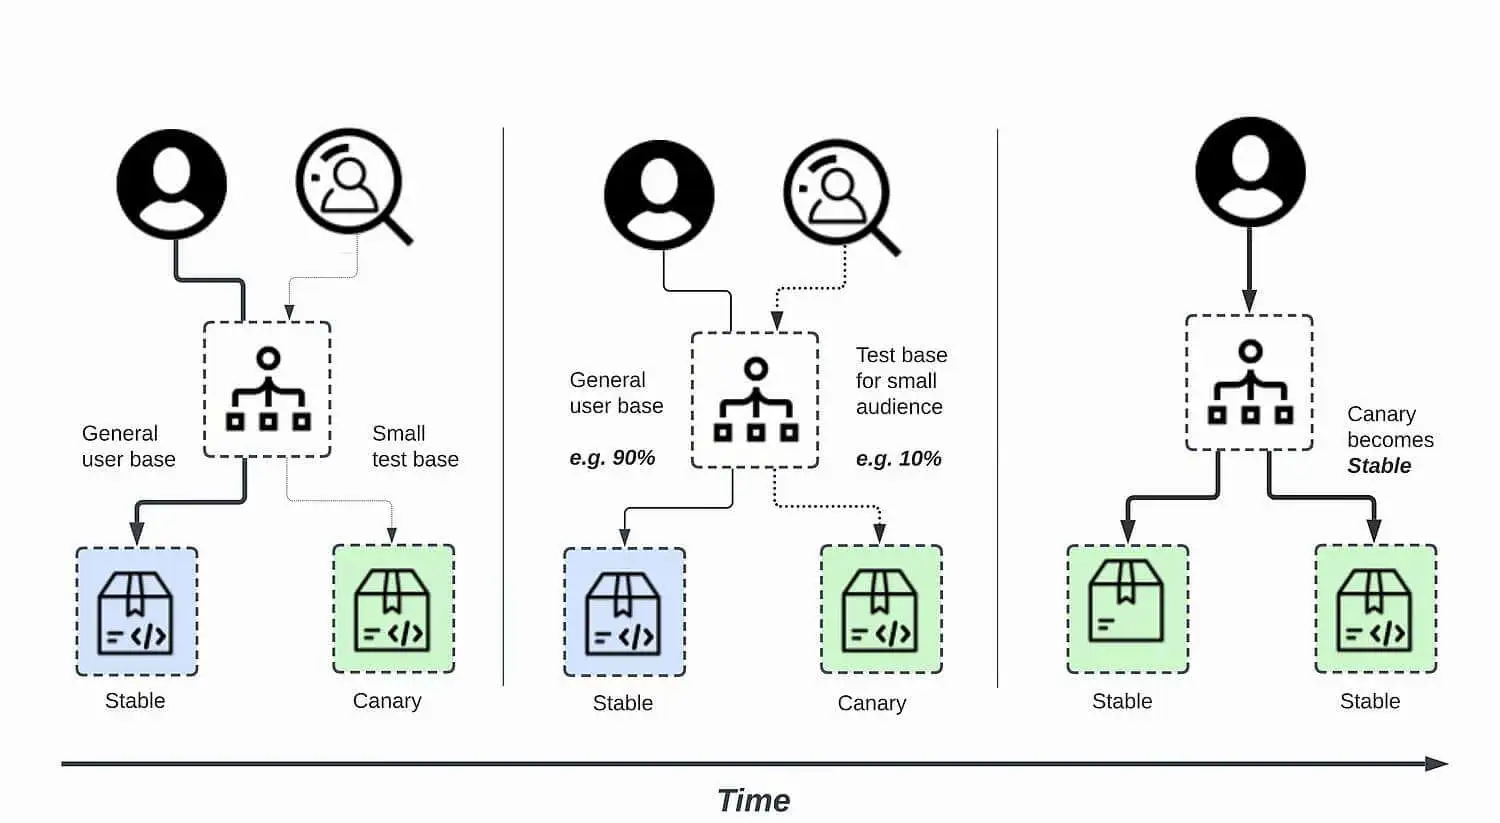 General
user base
Small
test base
Stable
Canary
General
user base
e.g. 90%
Test base
for small
audience
e.g. 10%
Stable
Canary
Canary
becomes
Stable
Stable
Stable
Time